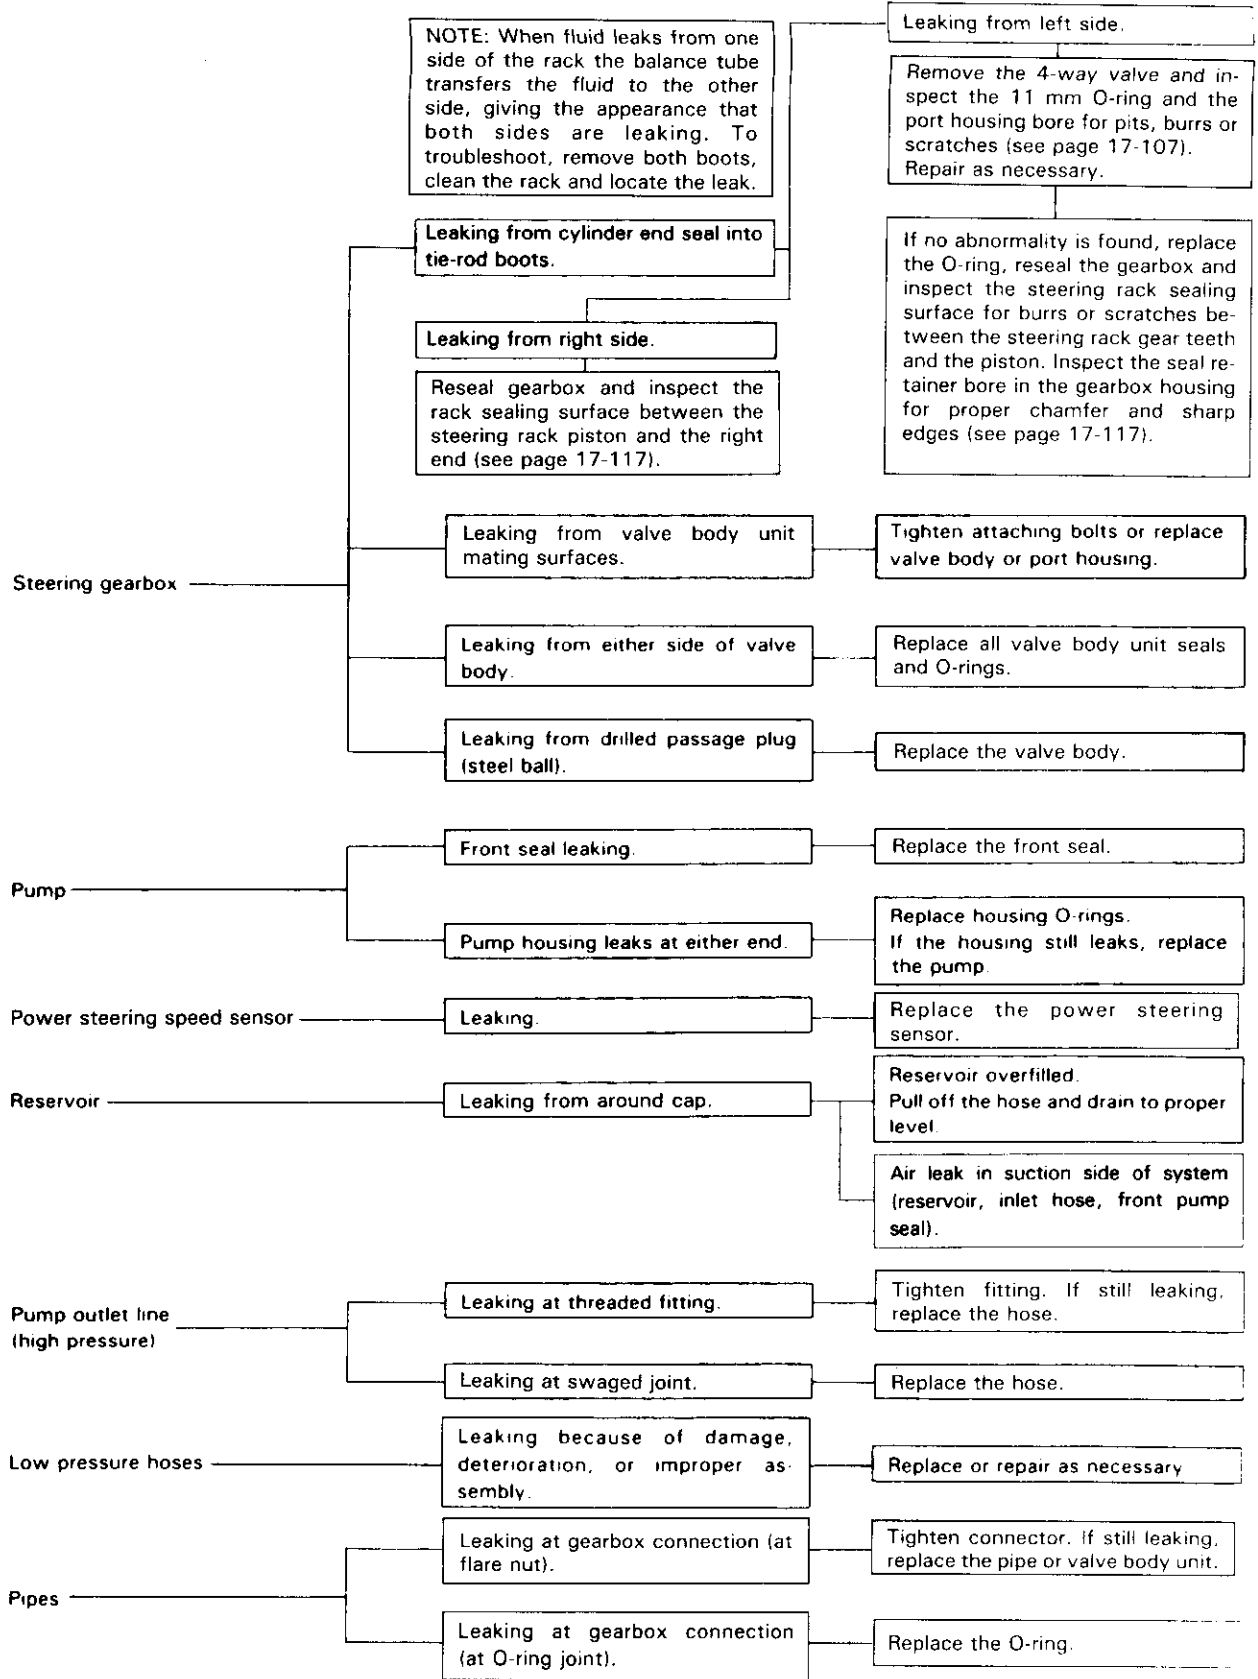 NOTE: When fluid leaks from one
side of the rack the balance tube
transfers the fluid to the other
side, giving the appearance that
both sides are leaking. To
troubleshoot, remove both boots,
clean the rack and locate the leak.
Leaking from left side.
Remove the 4-way valve and in-
spect the 11 mm O-ring and the
port housing bore for pits, burrs or
scratches (see page 17-107).
Repair as necessary.
Leaking from cylinder end seal into
tie-rod boots.
If no abnormality is found, replace
the O-ring, reseal the gearbox and
inspect the steering rack sealing
surface for burrs or scratches be-
tween the steering rack gear teeth
and the piston. Inspect the seal re-
tainer bore in the gearbox housing
for proper chamfer and sharp
edges (see page 17-117).
Leaking from right side.
Reseal gearbox and inspect the
rack sealing surface between the
steering rack piston and the right
end (see page 17-117).
Steering gearbox
Leaking from valve body unit
mating surfaces.
Tighten attaching bolts or replace
valve body or port housing.
Leaking from either side of valve
body.
Replace all valve body unit seals
and O-rings.
Leaking from drilled passage plug
(steel ball).
Replace the valve body.
Pump
Front seal leaking.
Replace the front seal.
Pump housing leaks at either end.
Replace housing O-rings.
If the housing still leaks, replace
the pump.
Power steering speed sensor
Leaking.
Replace the power steering
sensor.
Reservoir
Leaking from around cap.
Reservoir overfilled.
Pull off the hose and drain to proper
level.
Air leak in suction side of system
(reservoir, inlet hose, front pump
seal).
Pump outlet line
(high pressure)
Leaking at threaded fitting.
Tighten fitting. If still leaking,
replace the hose.
Leaking at swaged joint.
Replace the hose.
Low pressure hoses
Leaking because of damage,
deterioration, or improper as-
sembly.
Replace or repair as necessary
Pipes
Leaking at gearbox connection (at
flare nut).
Tighten connector. If still leaking,
replace the pipe or valve body unit.
Leaking at gearbox connection
(at O-ring joint).
Replace the O-ring.